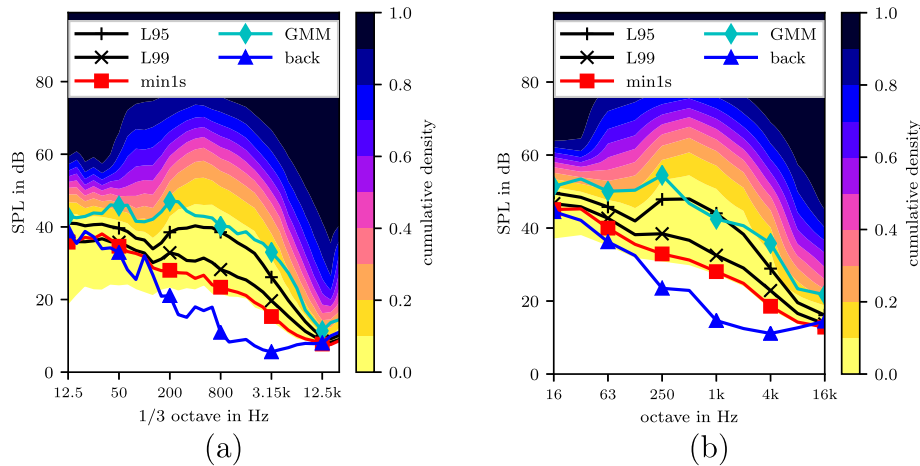 L95
L99
min1s
GMM
back
SPL in dB
0
20
40
60
80
12.5 50 200 800 3.15k 12.5k
1/3 octave in Hz
0.0
0.2
0.4
0.6
0.8
1.0
cumulative density
(a)
L95
L99
min1s
GMM
back
SPL in dB
0
20
40
60
80
16 63 250 1k 4k 16k
octave in Hz
0.0
0.2
0.4
0.6
0.8
1.0
cumulative density
(b)